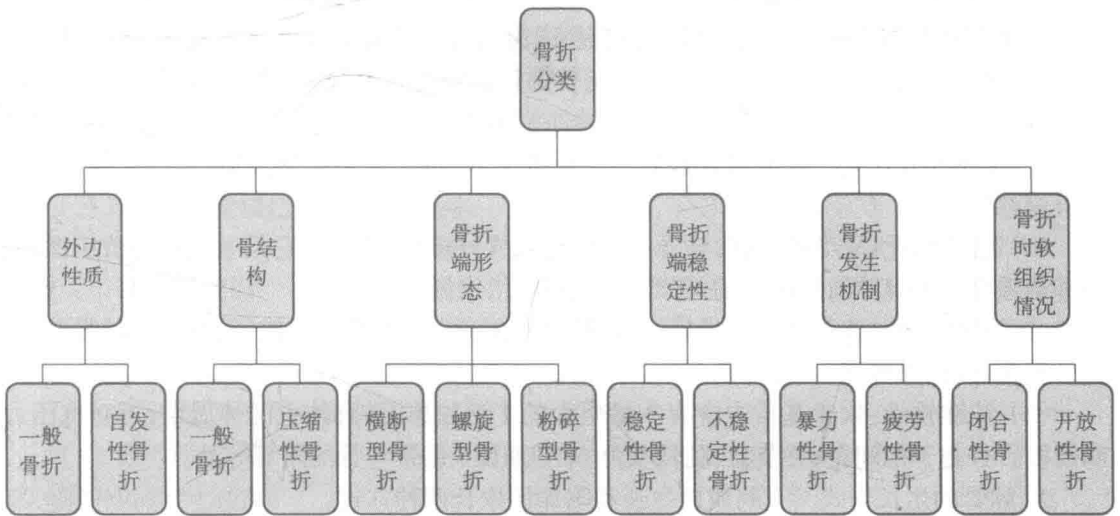 骨折
分类
外力
性质
骨结
构
骨折
端形
态
骨折
端稳
定性
骨折
发生
机制
骨折
时软
组织
情况
一般
骨折
自发
性骨
折
一般
骨折
压缩
性骨
折
横断
型骨
折
螺旋
型骨
折
粉碎
型骨
折
稳定
性骨
折
不稳
定性
骨折
暴力
性骨
折
疲劳
性骨
折
闭合
性骨
折
开放
性骨
折